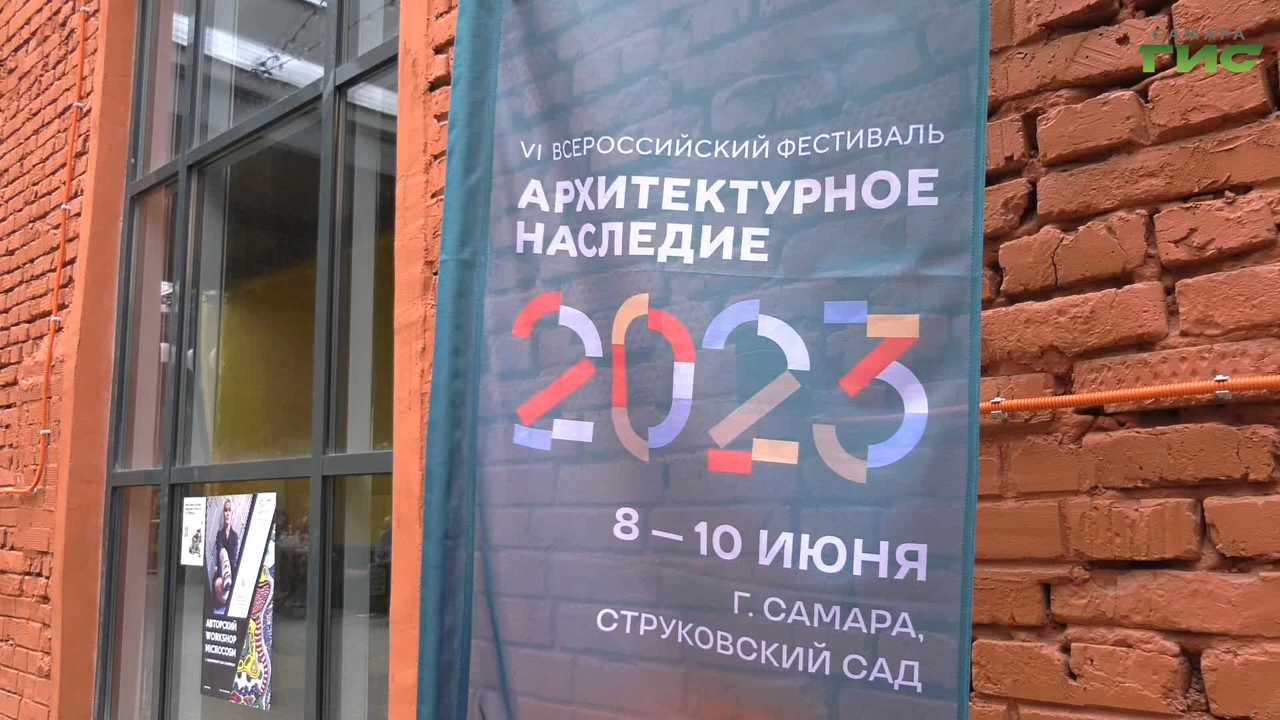 САМАРА
ГИС
VI ВСЕРОССИЙСКИЙ ФЕСТИВАЛЬ
АРХИТЕКТУРНОЕ
НАСЛЕДИЕ
2023
8 – 10 ИЮНЯ
Г. САМАРА,
СТРУКОВСКИЙ САД
АВТОРСКИЙ
WORKSHOP
MICROCOSM